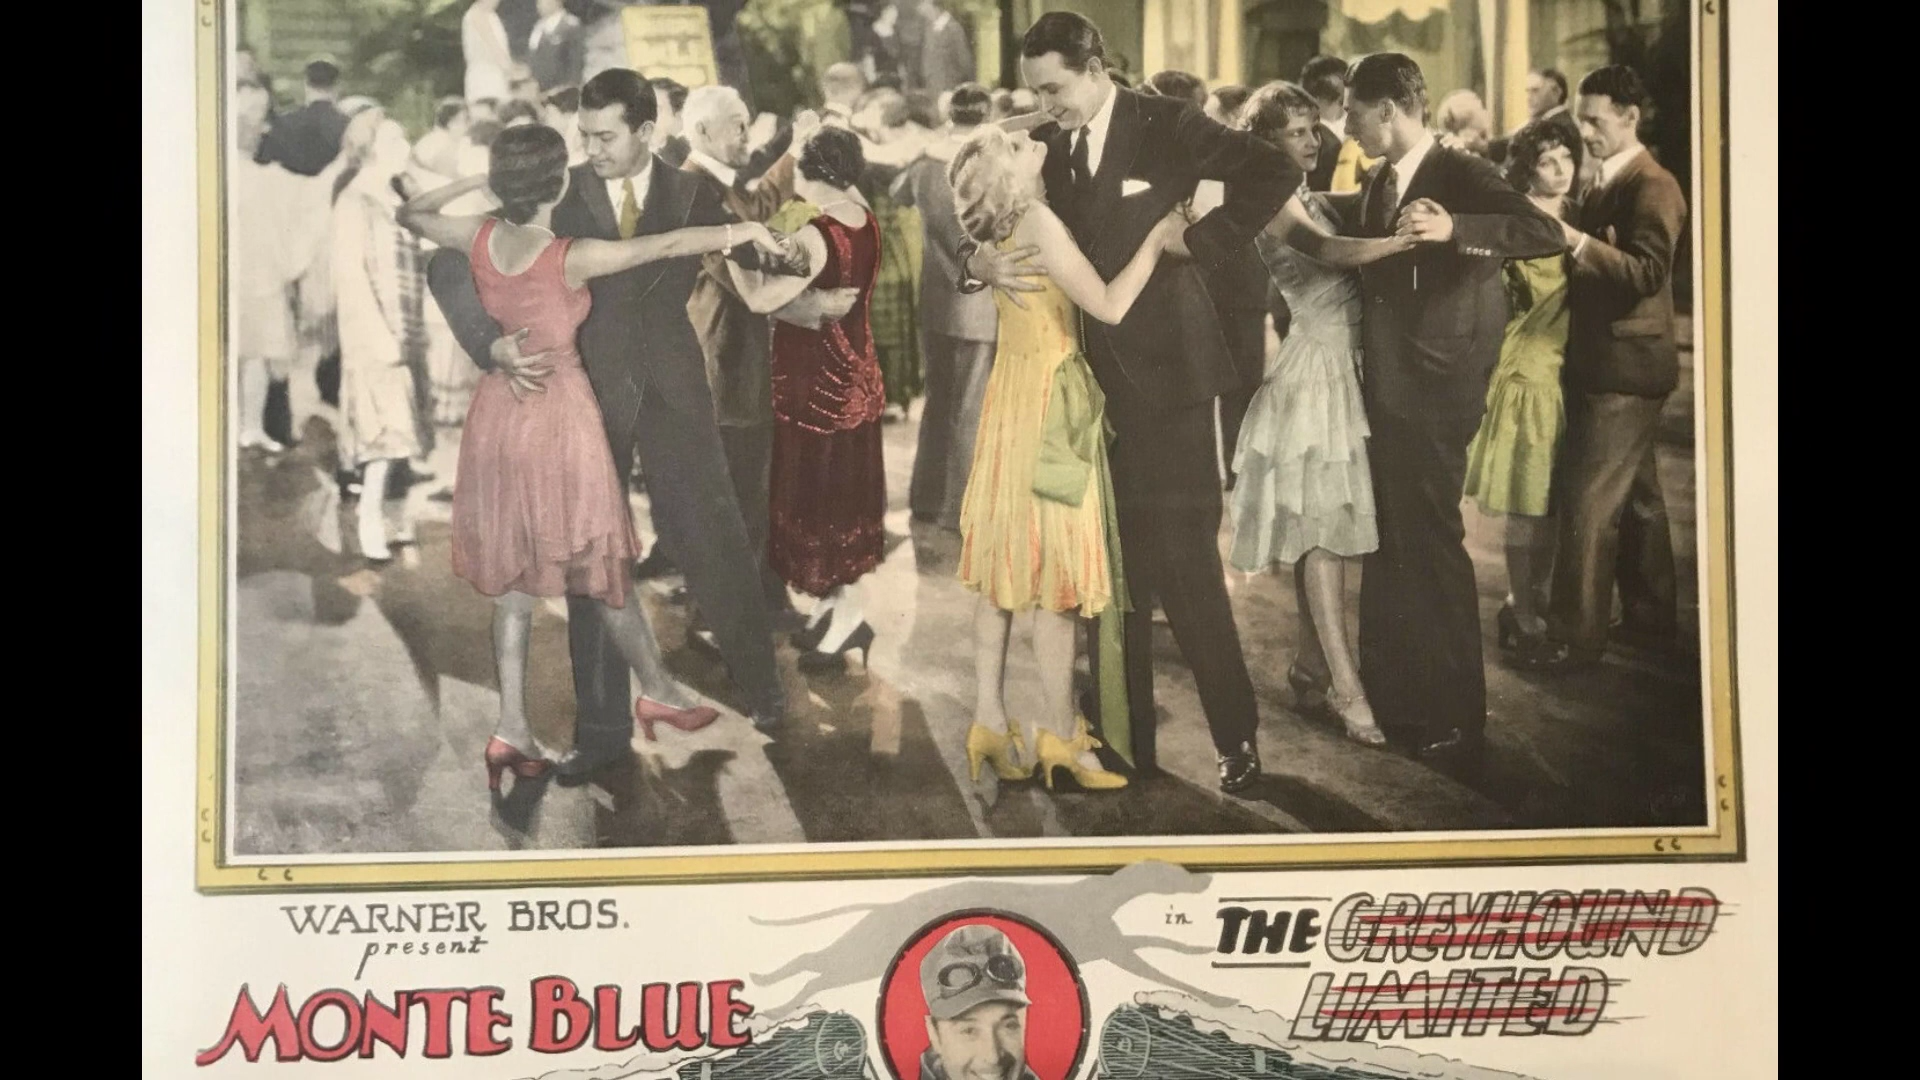 WARNER BROS.
present
MONTE BLUE
in THE GREYHOUND
LIMITED